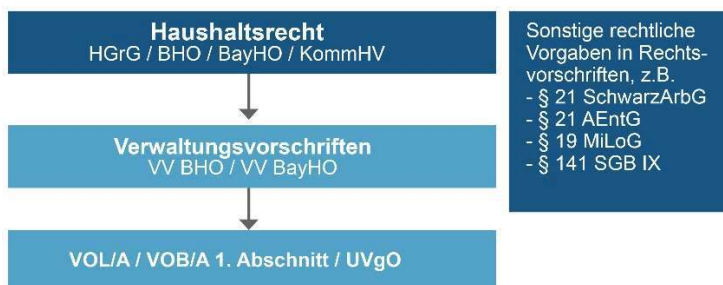 Haushaltsrecht
HGrG / BHO / BayHO / KommHV
Verwaltungsvorschriften
VV BHO / VV BayHO
VOL/A / VOB/A 1. Abschnitt / UVgO
Sonstige rechtliche
Vorgaben in Rechts-
vorschriften, z.B.
- § 21 SchwarzArbG
- § 21 AEntG
- § 19 MiLoG
- § 141 SGB IX